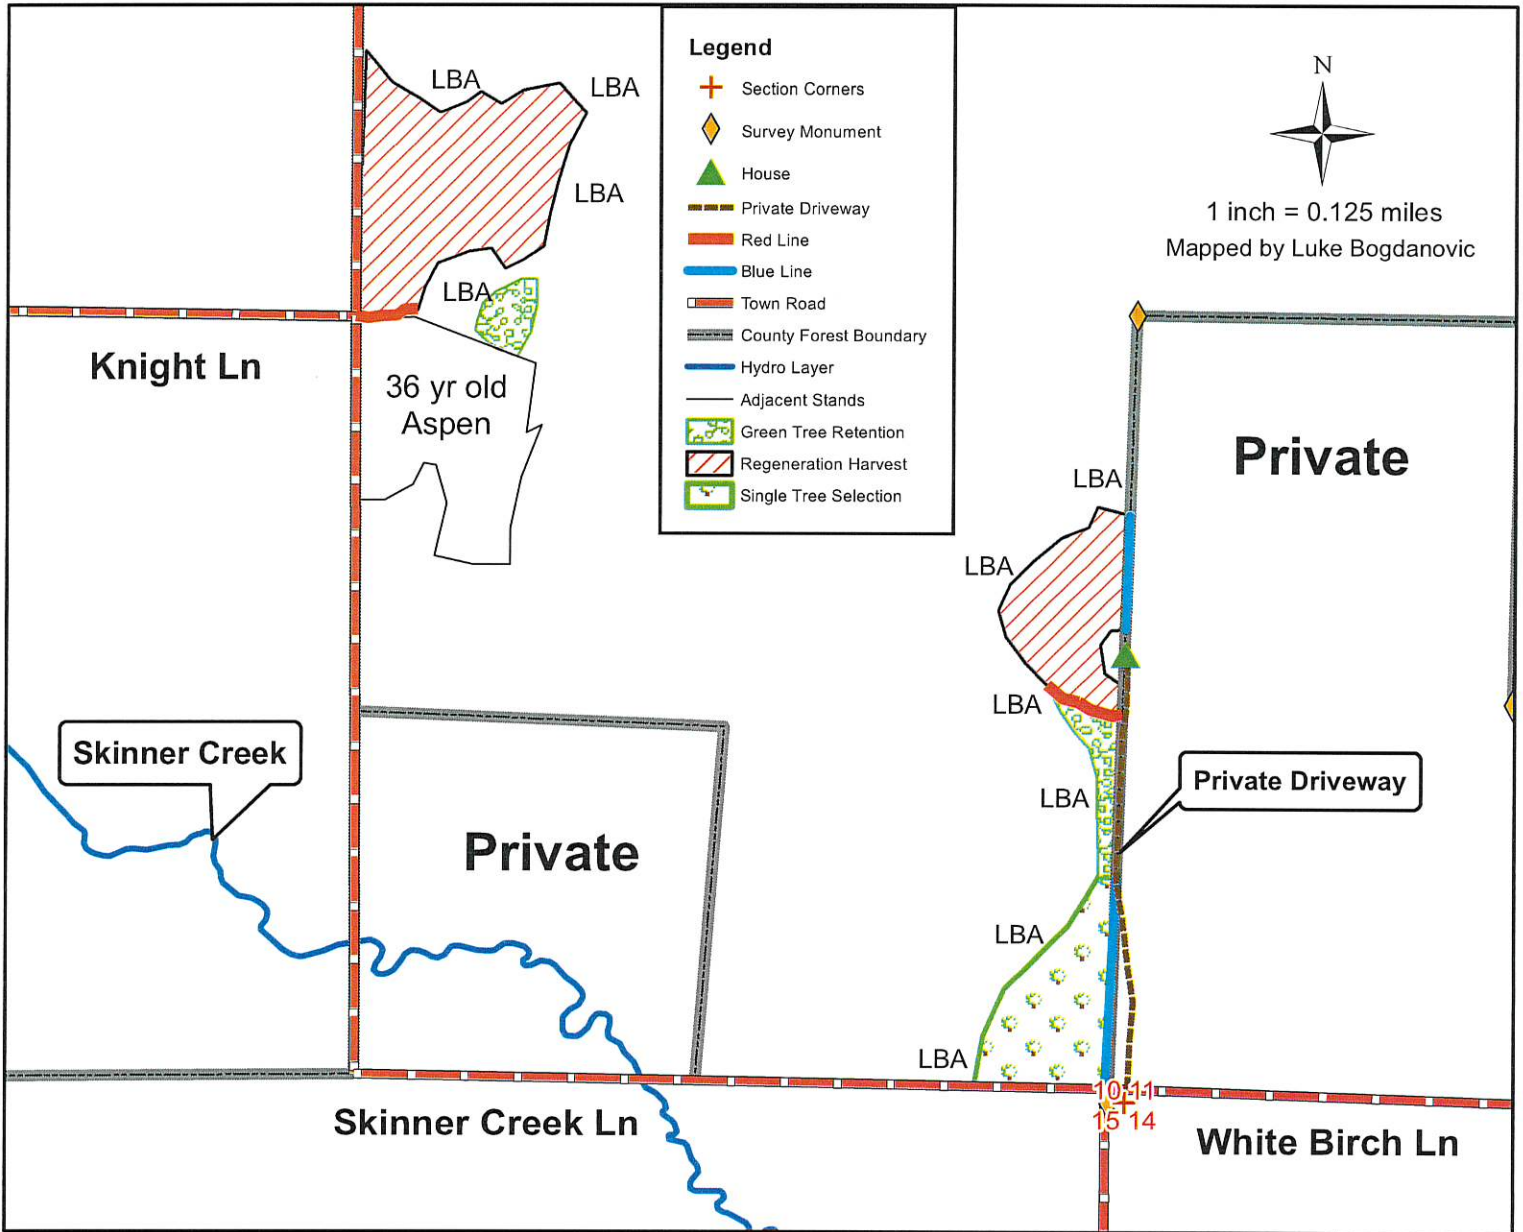 LBA
LBA
LBA
LBA
Knight Ln
36 yr old
Aspen
Legend
Section Corners
Survey Monument
House
Private Driveway
Red Line
Blue Line
Town Road
County Forest Boundary
Hydro Layer
Adjacent Stands
Green Tree Retention
Regeneration Harvest
Single Tree Selection
N
1 inch = 0.125 miles
Mapped by Luke Bogdanovic
Private
LBA
LBA
LBA
LBA
LBA
LBA
Skinner Creek
Private
Private Driveway
10 11
15 14
Skinner Creek Ln
White Birch Ln